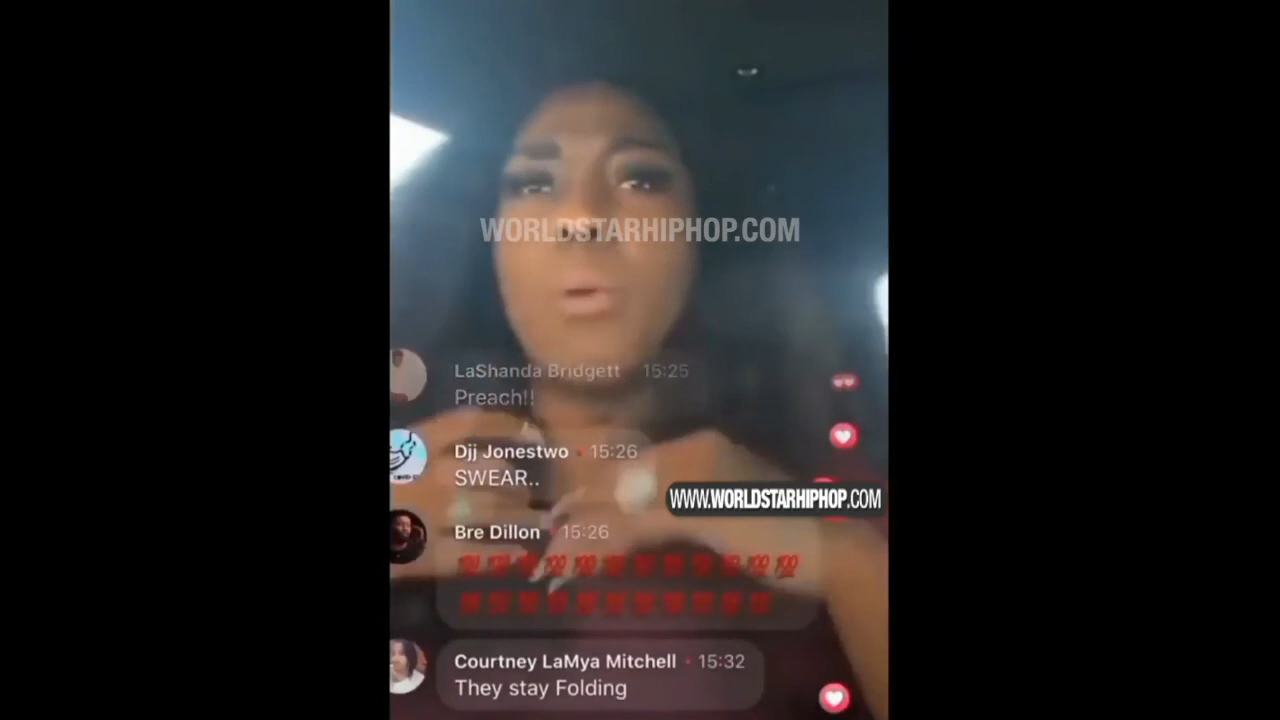 WORLDSTARHIPHOP.COM
LaShanda Bridgett 15:25
Preach!!
Djj Jonestwo • 15:26
SWEAR..
WWW.WORLDSTARHIPHOP.COM
Bre Dillon • 15:26
💯💯💯💯💯💯💯💯💯💯💯💯
💯💯💯💯💯💯💯💯💯💯💯
Courtney LaMya Mitchell • 15:32
They stay Folding